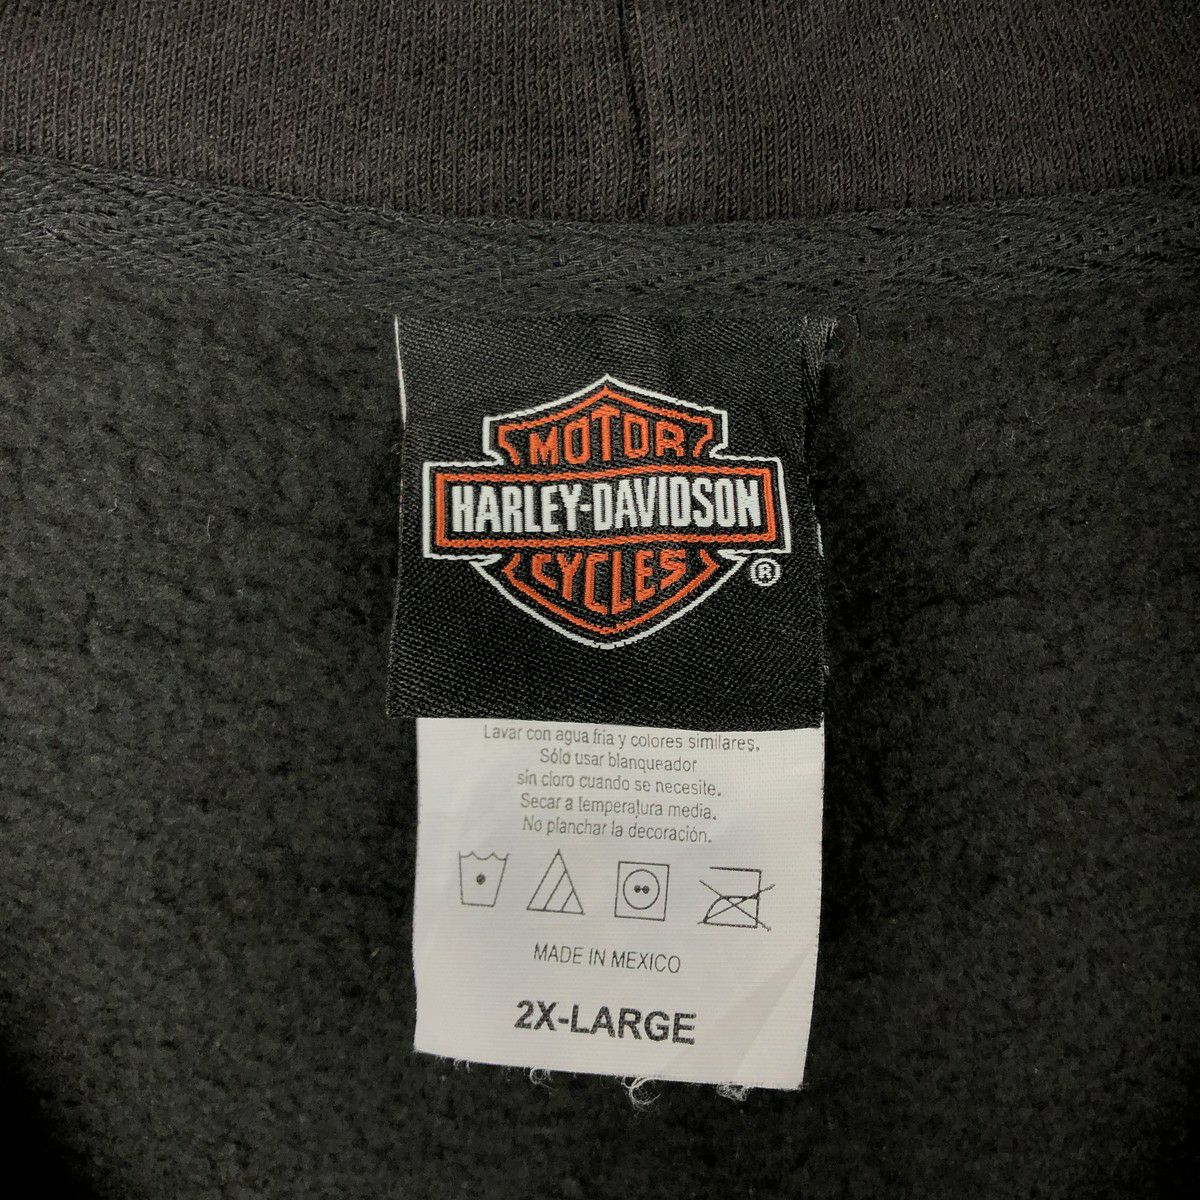 MOTOR
HARLEY-DAVIDSON
CYCLES
®
Lavar con agua fria y colores similares.
Sólo usar blanqueador
sin cloro cuando se necesite.
Secar a temperatura media.
No planchar la decoración.
MADE IN MEXICO
2X-LARGE